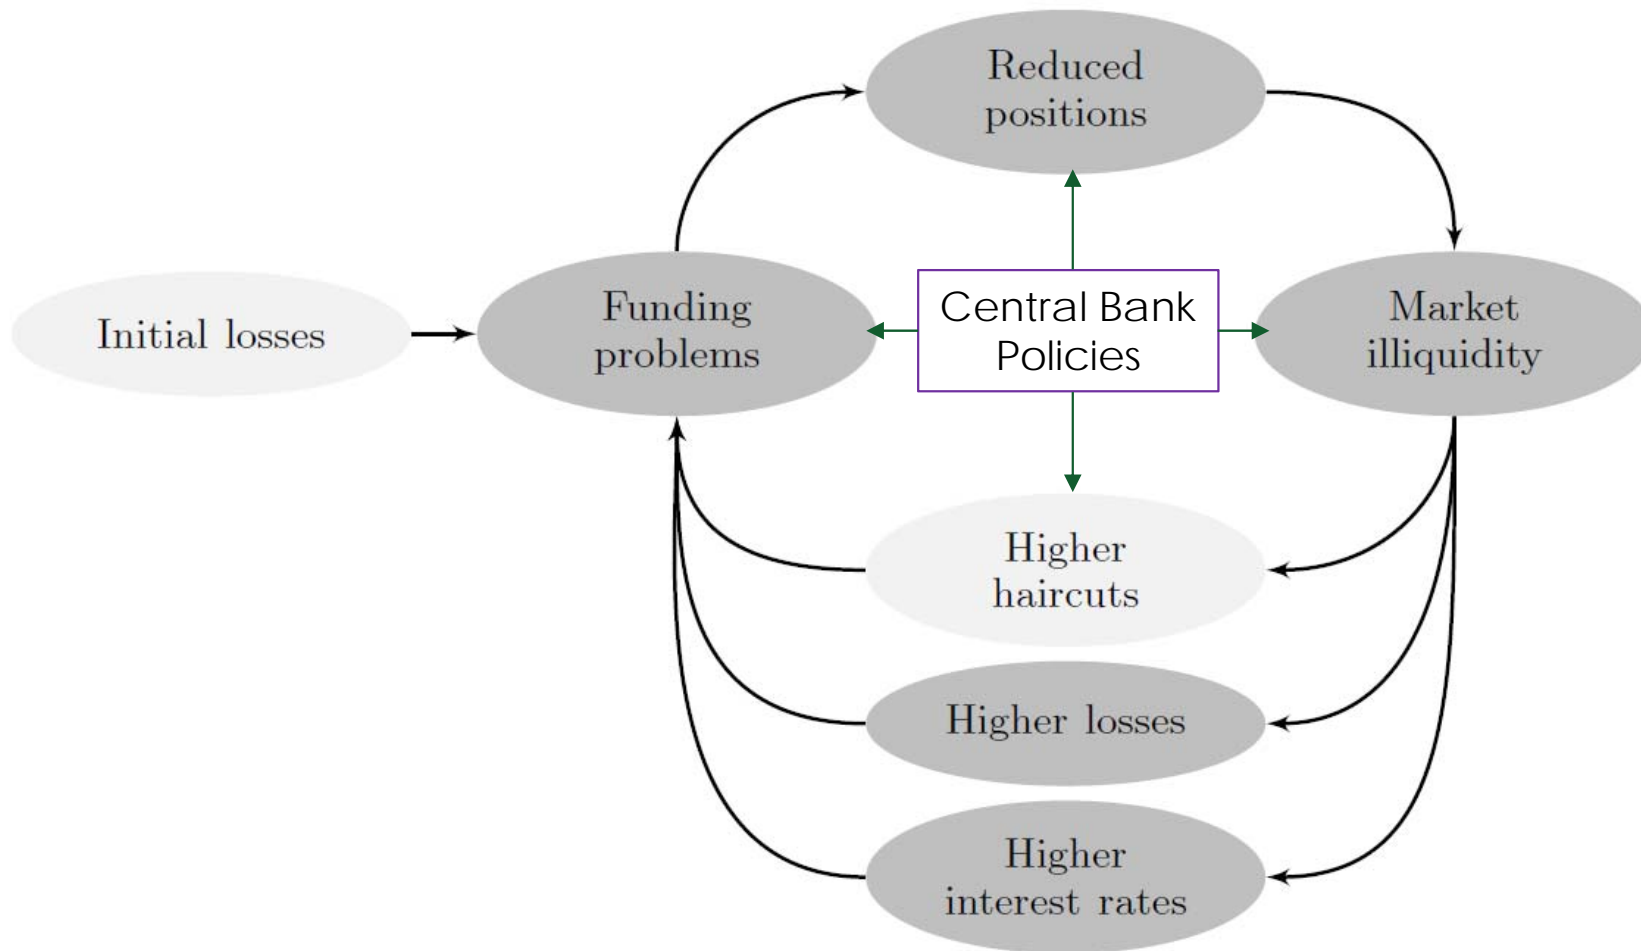 Reduced
positions
Initial losses
Funding
problems
Central Bank
Policies
Market
illiquidity
Higher
haircuts
Higher losses
Higher
interest rates